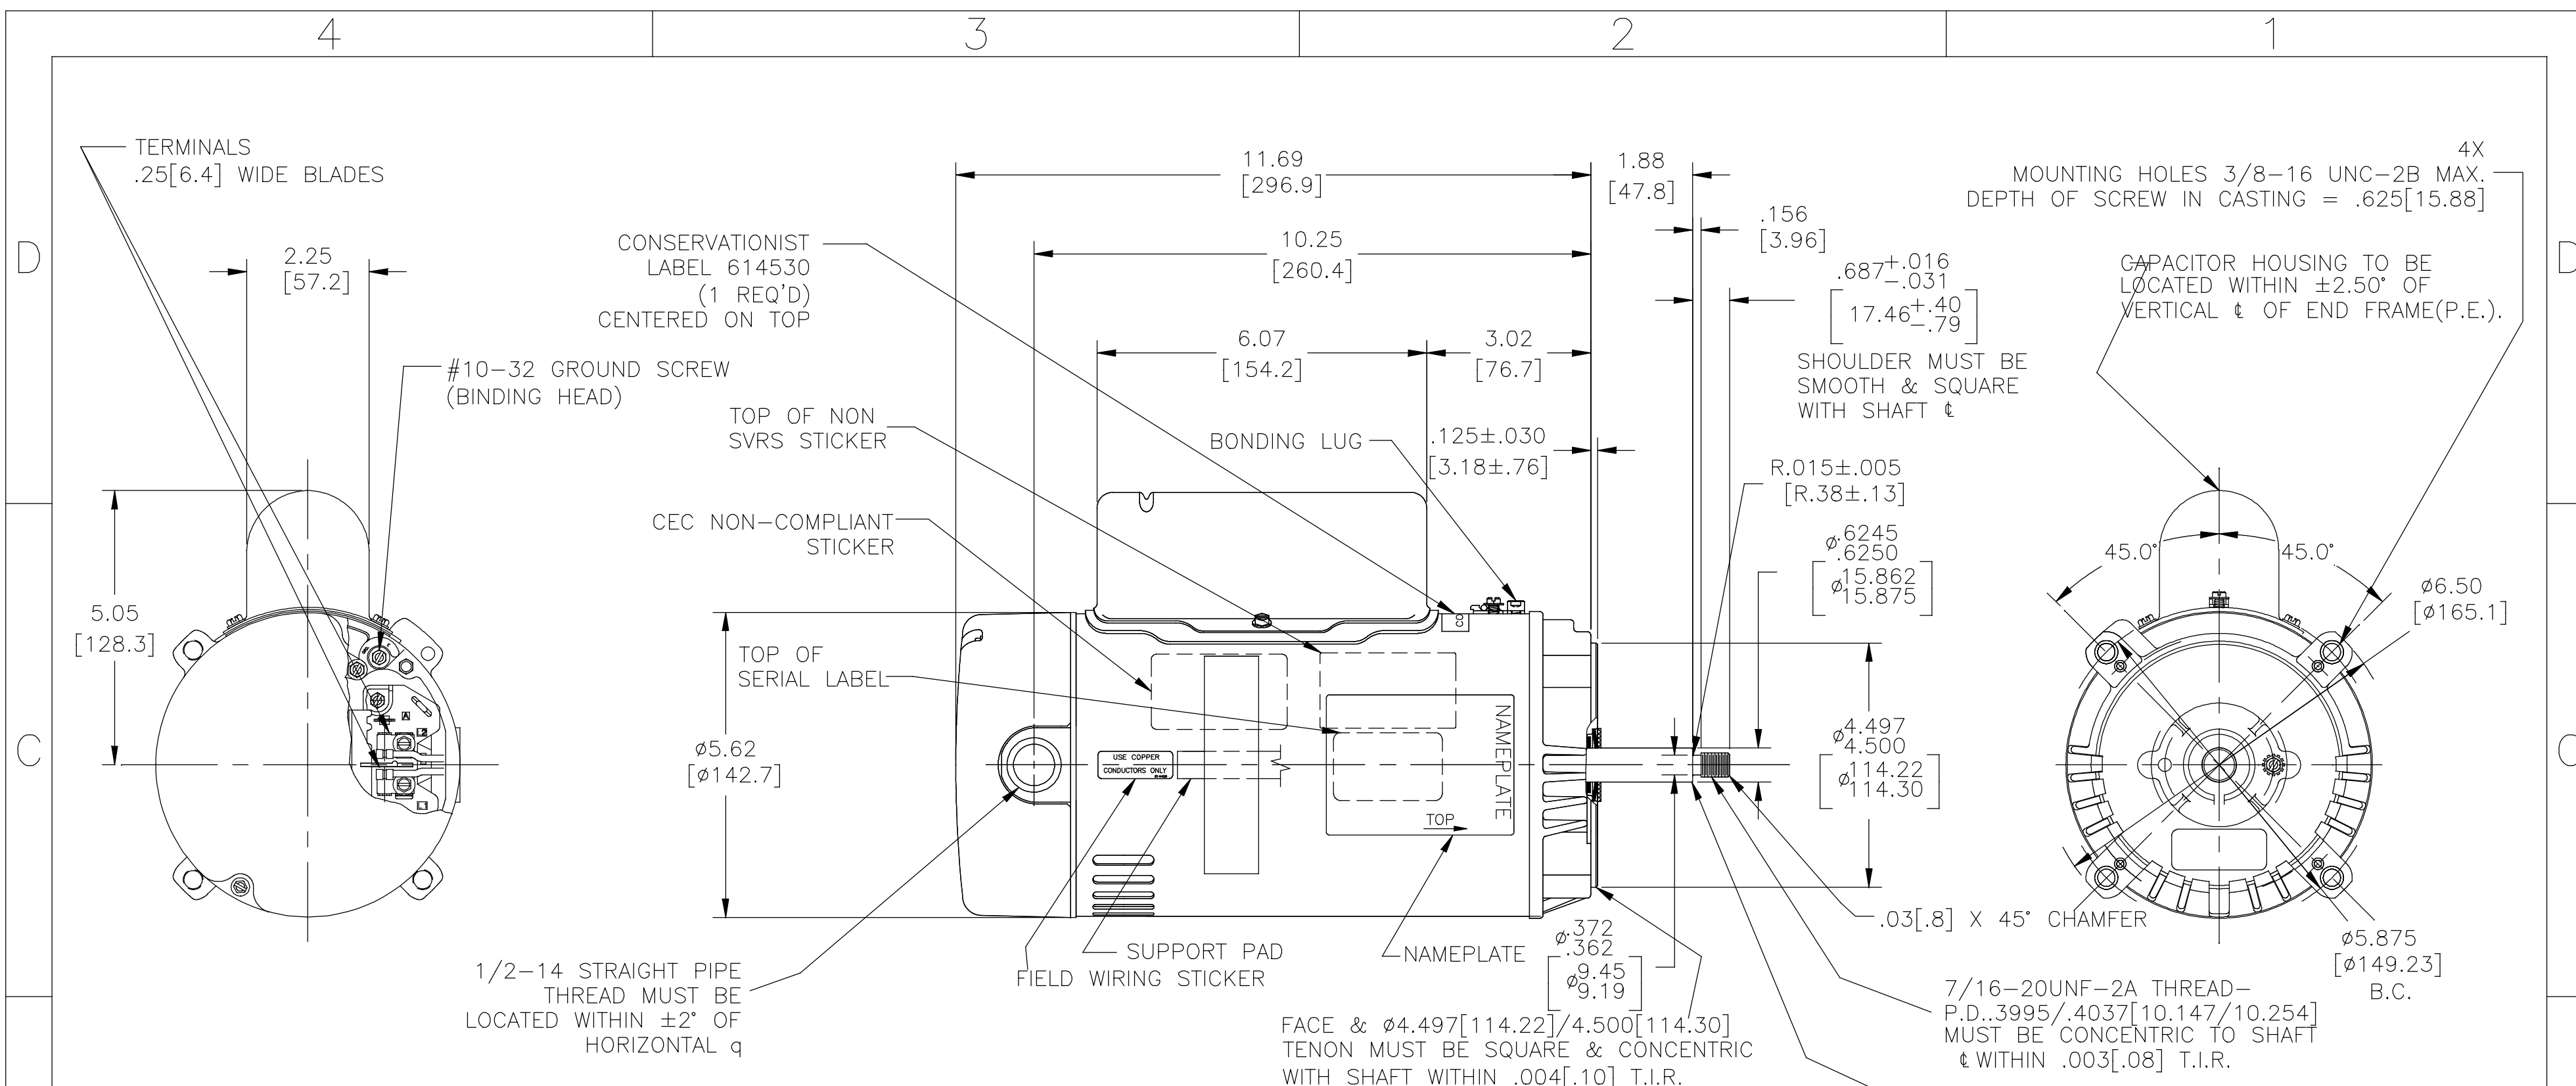 4
3
2
1
D
D
C
C
TERMINALS
.25[6.4] WIDE BLADES
2.25
[57.2]
#10-32 GROUND SCREW
(BINDING HEAD)
5.05
[128.3]
1/2-14 STRAIGHT PIPE
THREAD MUST BE
LOCATED WITHIN ±2° OF
HORIZONTAL q
CONSERVATIONIST
LABEL 614530
(1 REQ'D)
CENTERED ON TOP
TOP OF NON
SVRS STICKER
CEC NON-COMPLIANT
STICKER
TOP OF
SERIAL LABEL
ø5.62
[ø142.7]
11.69
[296.9]
10.25
[260.4]
6.07
[154.2]
3.02
[76.7]
1.88
[47.8]
.156
[3.96]
.687+.016
-.031
[17.46+.40
-.79]
SHOULDER MUST BE
SMOOTH & SQUARE
WITH SHAFT ℄
BONDING LUG
.125±.030
[3.18±.76]
R.015±.005
[R.38±.13]
ø.6245
.6250
[ø15.862
ø15.875]
CO
USE COPPER
CONDUCTORS ONLY
NAMEPLATE
TOP
ø4.497
4.500
[ø114.22
ø114.30]
FIELD WIRING STICKER
SUPPORT PAD
NAMEPLATE
ø.372
.362
[ø9.45
ø9.19]
FACE & ø4.497[114.22]/4.500[114.30]
TENON MUST BE SQUARE & CONCENTRIC
WITH SHAFT WITHIN .004[.10] T.I.R.
.03[.8] X 45° CHAMFER
7/16-20UNF-2A THREAD-
P.D..3995/.4037[10.147/10.254]
MUST BE CONCENTRIC TO SHAFT
℄ WITHIN .003[.08] T.I.R.
4X
MOUNTING HOLES 3/8-16 UNC-2B MAX.
DEPTH OF SCREW IN CASTING = .625[15.88]
CAPACITOR HOUSING TO BE
LOCATED WITHIN ±2.50° OF
VERTICAL ℄ OF END FRAME(P.E.).
45.0°
45.0°
ø6.50
[ø165.1]
ø5.875
[ø149.23]
B.C.